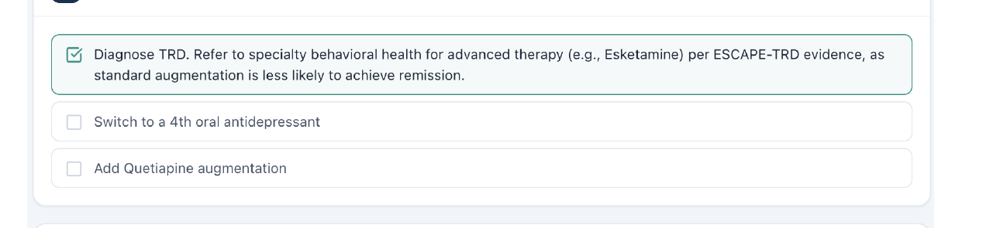 Diagnose TRD. Refer to specialty behavioral health for advanced therapy (e.g., Esketamine) per ESCAPE-TRD evidence, as
standard augmentation is less likely to achieve remission.
Switch to a 4th oral antidepressant
Add Quetiapine augmentation